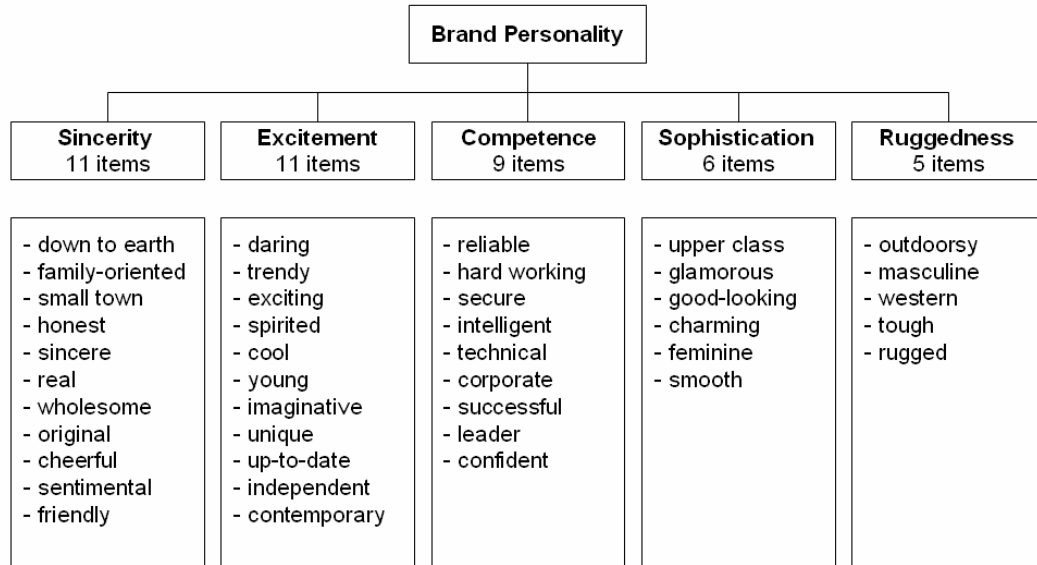 Brand Personality
Sincerity
11 items
Excitement
11 items
Competence
9 items
Sophistication
6 items
Ruggedness
5 items
- down to earth
- family-oriented
- small town
- honest
- sincere
- real
- wholesome
- original
- cheerful
- sentimental
- friendly
- daring
- trendy
- exciting
- spirited
- cool
- young
- imaginative
- unique
- up-to-date
- independent
- contemporary
- reliable
- hard working
- secure
- intelligent
- technical
- corporate
- successful
- leader
- confident
- upper class
- glamorous
- good-looking
- charming
- feminine
- smooth
- outdoorsy
- masculine
- western
- tough
- rugged